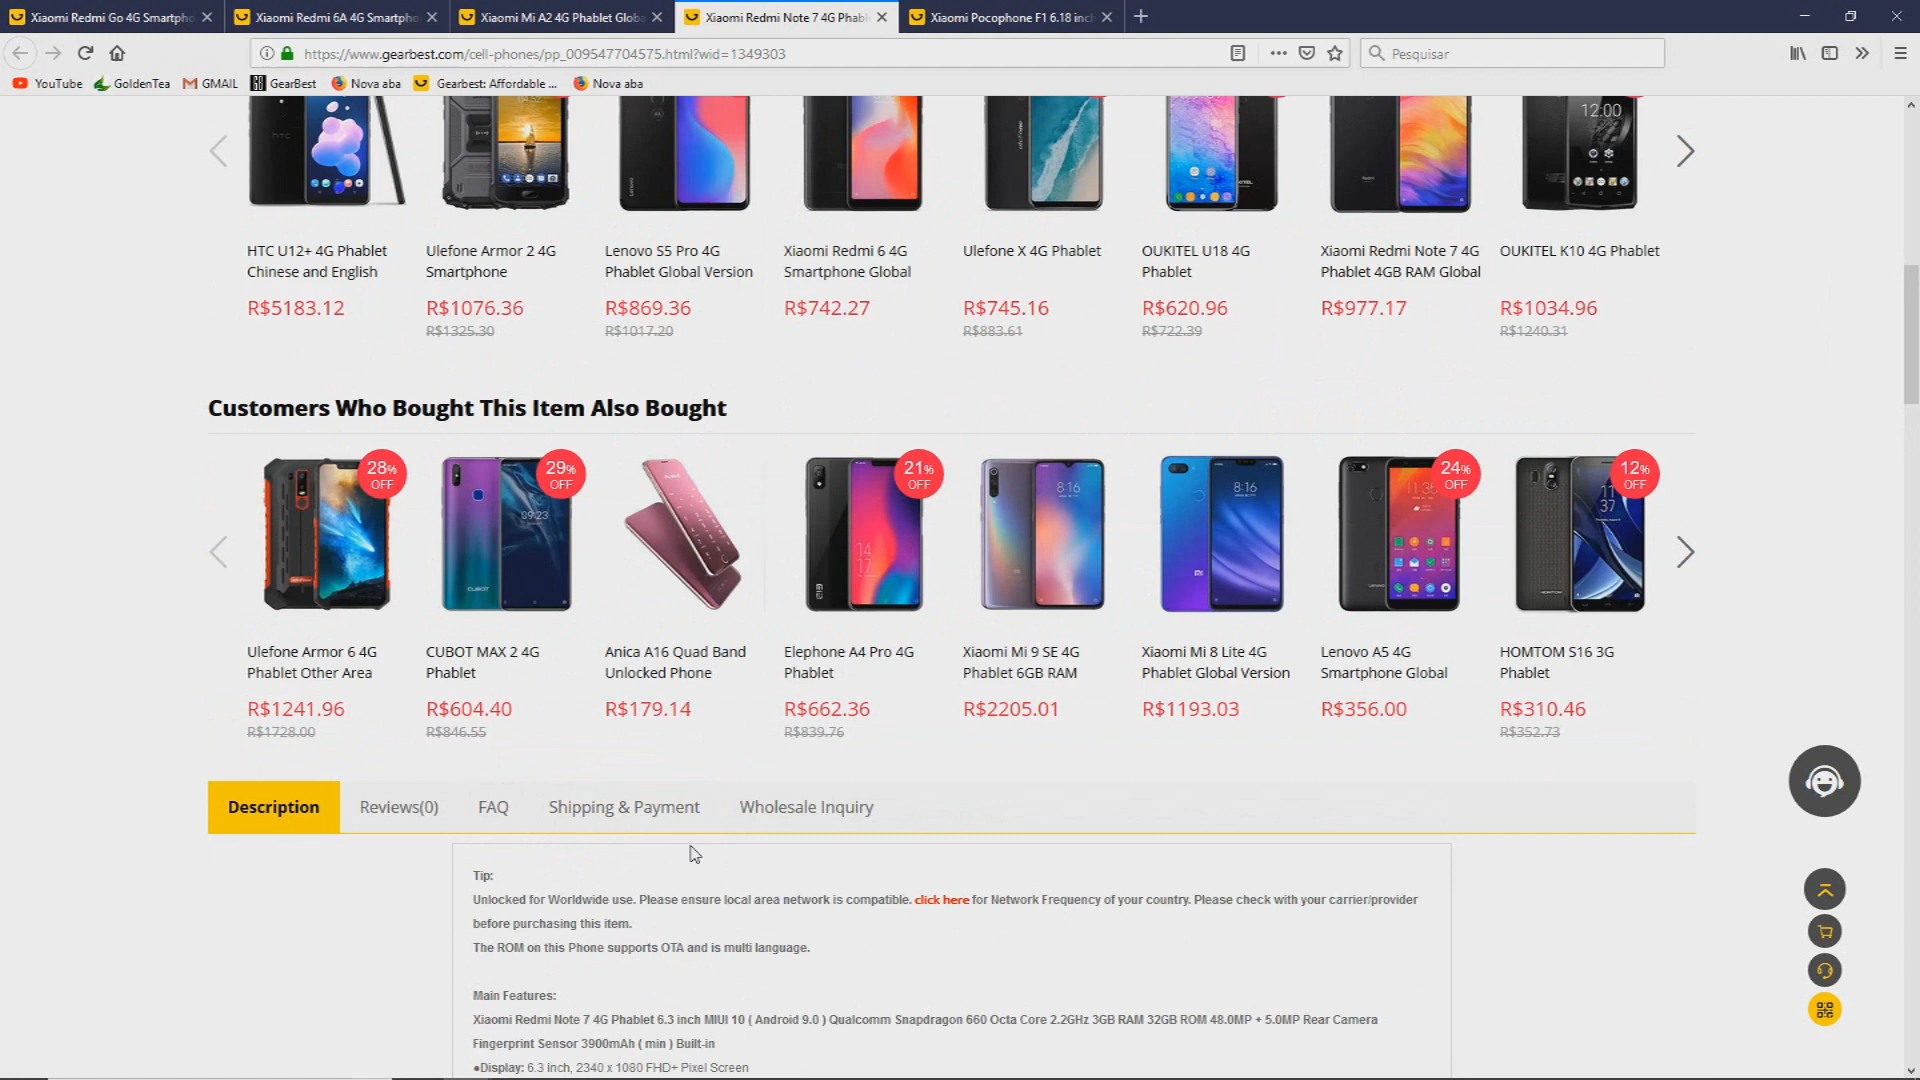 Xiaomi Redmi Go 4G Smartpho
Xiaomi Redmi 6A 4G Smartpho
Xiaomi Mi A2 4G Phablet Glob
Xiaomi Redmi Note 7 4G Phabl
Xiaomi Pocophone F1 6.18 inch
https://www.gearbest.com/cell-phones/pp_009547704575.html?wid=1349303
Pesquisar
YouTube
GoldenTea
GMAIL
GearBest
Nova aba
Gearbest: Affordable ...
Nova aba
HTC U12+ 4G Phablet
Chinese and English
R$5183.12
Ulefone Armor 2 4G
Smartphone
R$1076.36
R$1325.30
Lenovo S5 Pro 4G
Phablet Global Version
R$869.36
R$1017.20
Xiaomi Redmi 6 4G
Smartphone Global
R$742.27
Ulefone X 4G Phablet
R$745.16
R$883.61
OUKITEL U18 4G
Phablet
R$620.96
R$722.39
Xiaomi Redmi Note 7 4G
Phablet 4GB RAM Global
R$977.17
12:00
OUKITEL K10 4G Phablet
R$1034.96
R$1240.31
Customers Who Bought This Item Also Bought
28%
OFF
Ulefone Armor 6 4G
Phablet Other Area
R$1241.96
R$1728.00
29%
OFF
09:23
CUBOT
CUBOT MAX 2 4G
Phablet
R$604.40
R$846.55
Anica A16 Quad Band
Unlocked Phone
R$179.14
21%
OFF
14
17
Elephone A4 Pro 4G
Phablet
R$662.36
R$839.76
8:16
Xiaomi Mi 9 SE 4G
Phablet 6GB RAM
R$2205.01
8:16
Xiaomi Mi 8 Lite 4G
Phablet Global Version
R$1193.03
24%
OFF
Lenovo A5 4G
Smartphone Global
R$356.00
12%
OFF
11
37
HOMTOM
HOMTOM S16 3G
Phablet
R$310.46
R$352.73
Description
Reviews(0)
FAQ
Shipping & Payment
Wholesale Inquiry
Tip:
Unlocked for Worldwide use. Please ensure local area network is compatible. click here for Network Frequency of your country. Please check with your carrier/provider
before purchasing this item.
The ROM on this Phone supports OTA and is multi language.
Main Features:
Xiaomi Redmi Note 7 4G Phablet 6.3 inch MIUI 10 ( Android 9.0 ) Qualcomm Snapdragon 660 Octa Core 2.2GHz 3GB RAM 32GB ROM 48.0MP + 5.0MP Rear Camera
Fingerprint Sensor 3900mAh ( min ) Built-in
●Display: 6.3 inch, 2340 x 1080 FHD+ Pixel Screen